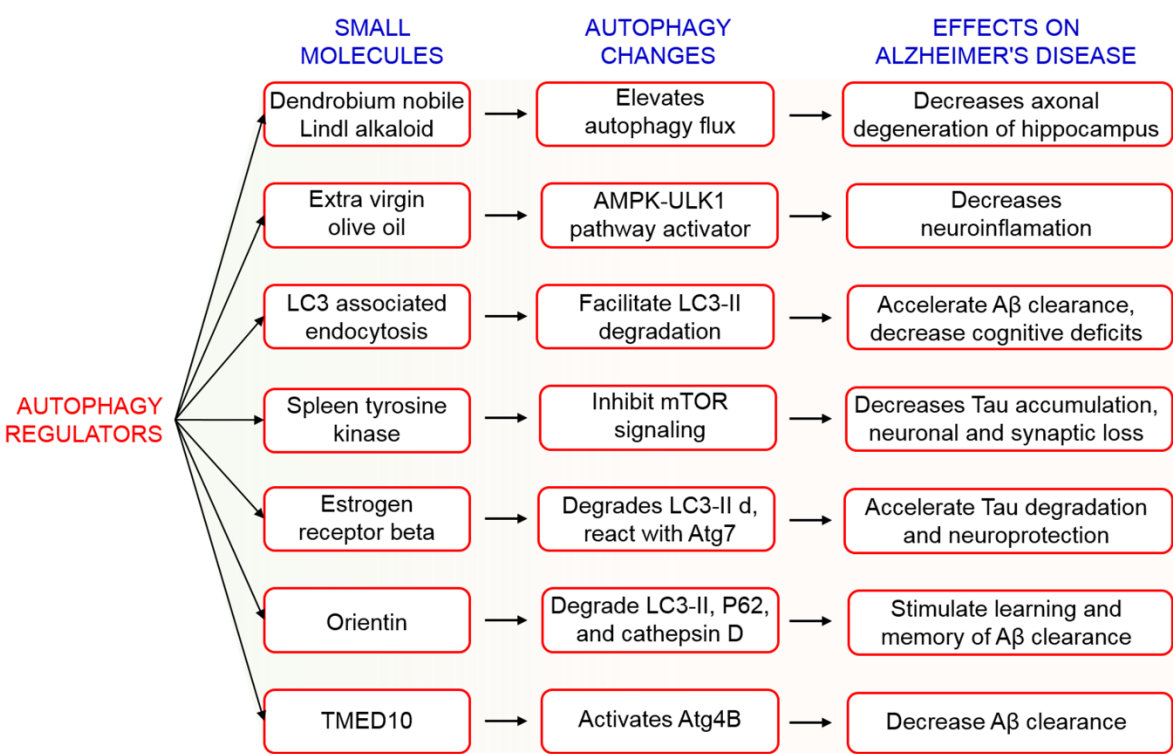 SMALL
MOLECULES
AUTOPHAGY
CHANGES
EFFECTS ON
ALZHEIMER'S DISEASE
AUTOPHAGY
REGULATORS
Dendrobium nobile
Lindl alkaloid
Elevates
autophagy flux
Decreases axonal
degeneration of hippocampus
Extra virgin
olive oil
AMPK-ULK1
pathway activator
Decreases
neuroinflamation
LC3 associated
endocytosis
Facilitate LC3-II
degradation
Accelerate Aβ clearance,
decrease cognitive deficits
Spleen tyrosine
kinase
Inhibit mTOR
signaling
Decreases Tau accumulation,
neuronal and synaptic loss
Estrogen
receptor beta
Degrades LC3-II d,
react with Atg7
Accelerate Tau degradation
and neuroprotection
Orientin
Degrade LC3-II, P62,
and cathepsin D
Stimulate learning and
memory of Aβ clearance
TMED10
Activates Atg4B
Decrease Aβ clearance